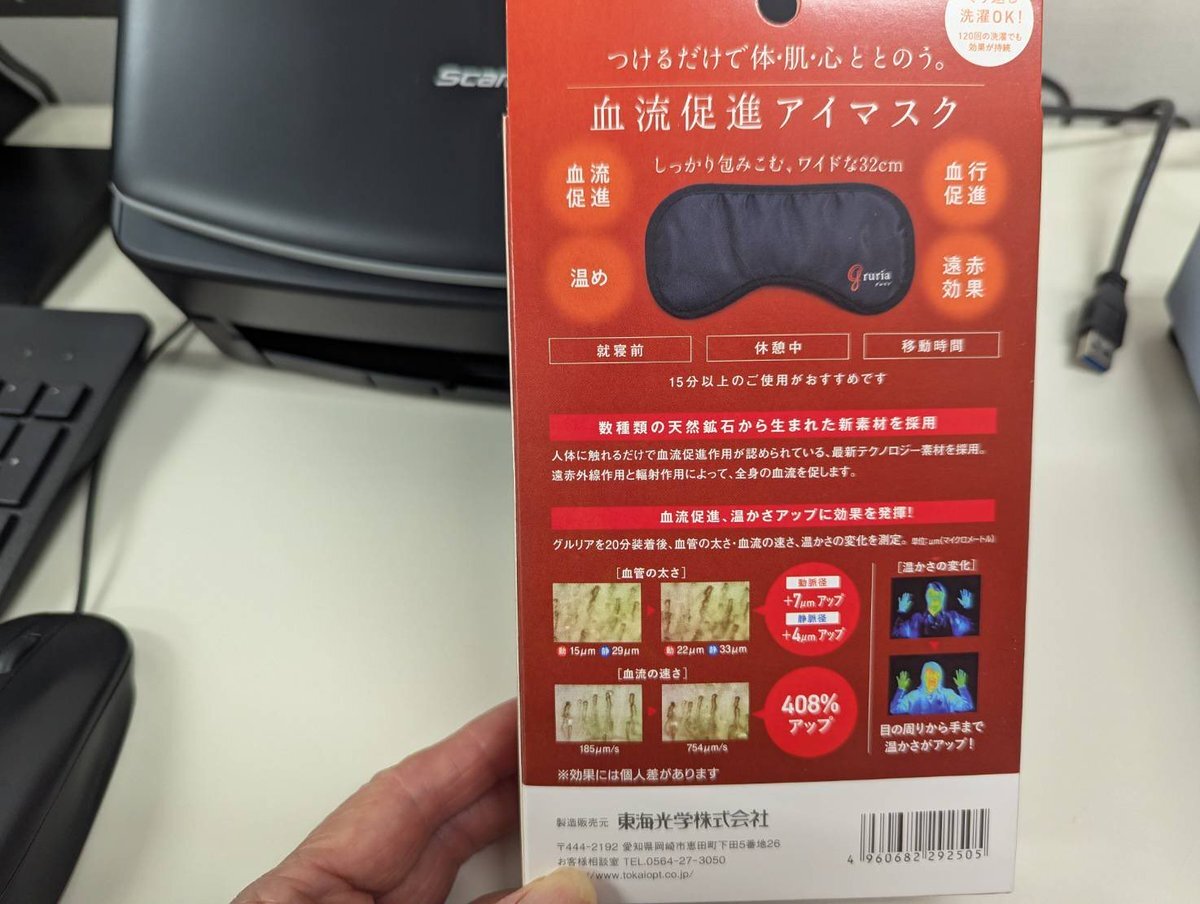 洗濯OK!
120回の洗濯でも
効果が持続
つけるだけで体・肌・心ととのう。
血流促進アイマスク
しっかり包みこむ、ワイドな32cm
血流
促進
血行
促進
温め
遠赤
効果
gruria
グルリア
就寝前
休憩中
移動時間
15分以上のご使用がおすすめです
数種類の天然鉱石から生まれた新素材を採用
人体に触れるだけで血流促進作用が認められている、最新テクノロジー素材を採用。
遠赤外線作用と輻射作用によって、全身の血流を促します。
血流促進、温かさアップに効果を発揮!
グルリアを20分装着後、血管の太さ・血流の速さ、温かさの変化を測定。 単位:μm(マイクロメートル)
[血管の太さ]
動 15μm 静 29μm
動 22μm 静 33μm
動脈径
+7μmアップ
静脈径
+4μmアップ
[血流の速さ]
185μm/s
754μm/s
408%
アップ
[温かさの変化]
目の周りから手まで
温かさがアップ!
※効果には個人差があります
製造販売元 東海光学株式会社
〒444-2192 愛知県岡崎市恵田町下田5番地26
お客様相談室 TEL.0564-27-3050
/www.tokaiopt.co.jp/
4 960682 292505
Scan